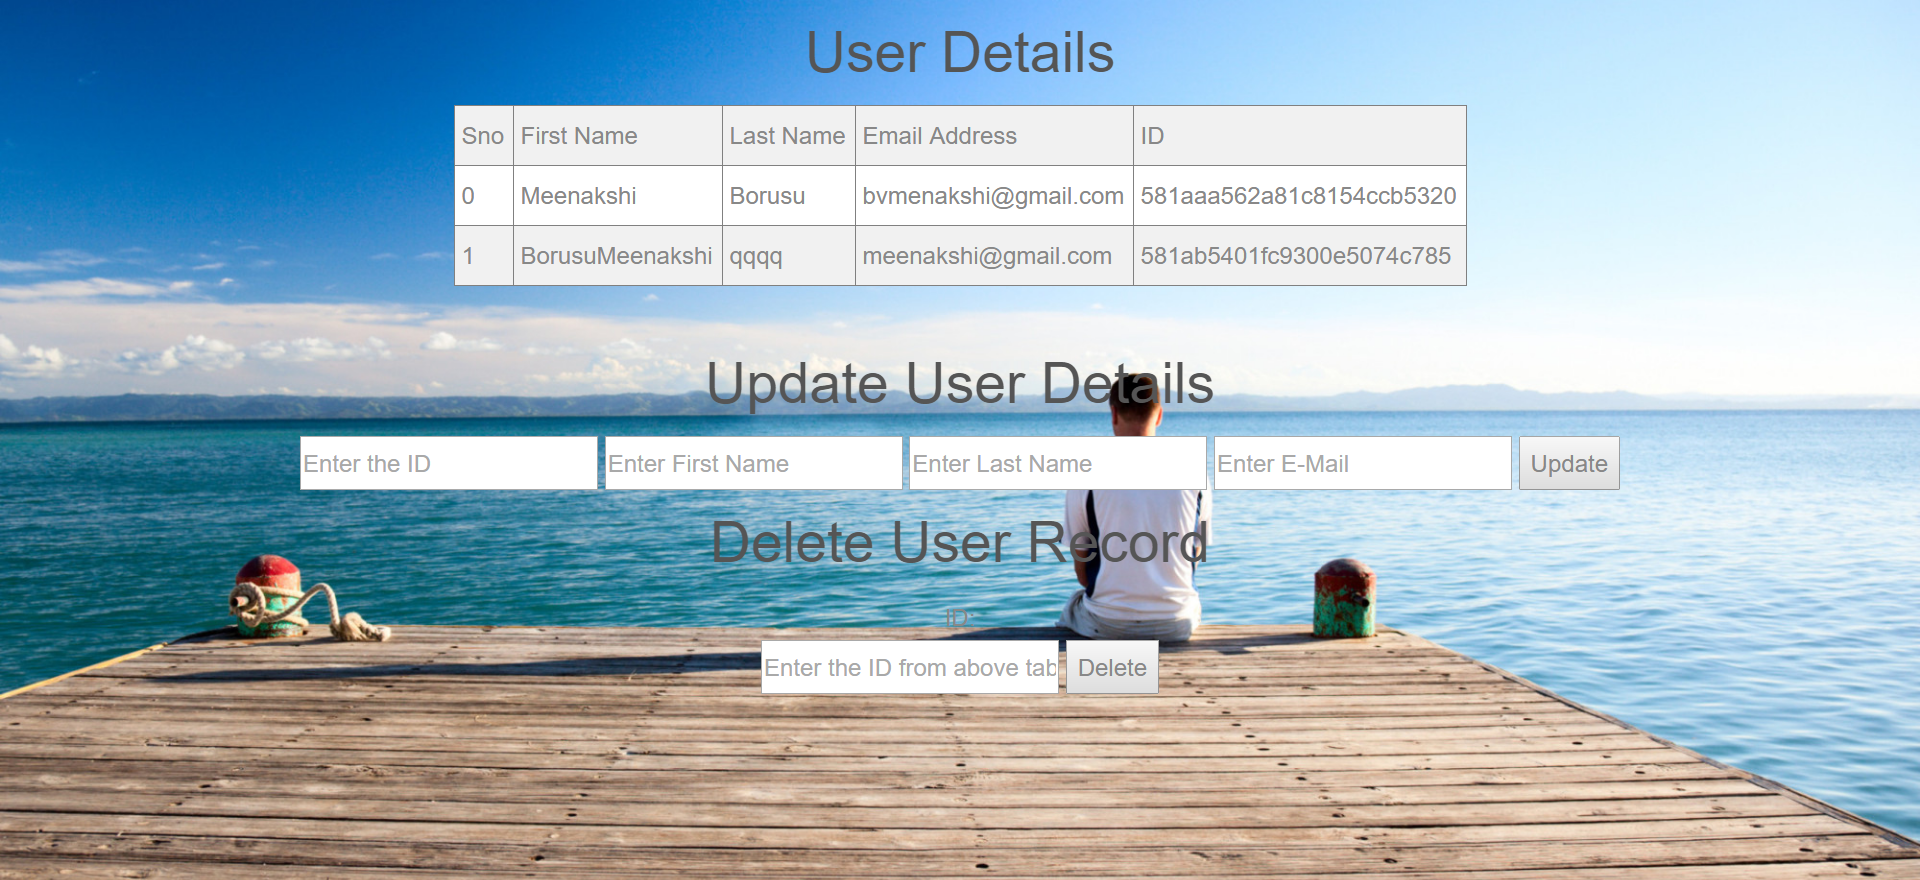 User Details
Sno First Name Last Name Email Address ID
0 Meenakshi Borusu bvmenakshi@gmail.com 581aaa562a81c8154ccb5320
1 BorusuMeenakshi qqqq meenakshi@gmail.com 581ab5401fc9300e5074c785
Update User Details
Enter the ID Enter First Name Enter Last Name Enter E-Mail Update
Delete User Record
ID:
Enter the ID from above tab Delete